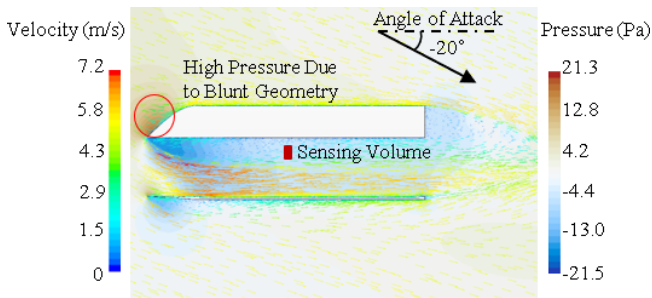 Angle of Attack
-20°
Velocity (m/s)
Pressure (Pa)
7.2
5.8
4.3
2.9
1.5
0
High Pressure Due
to Blunt Geometry
Sensing Volume
21.3
12.8
4.2
-4.4
-13.0
-21.5